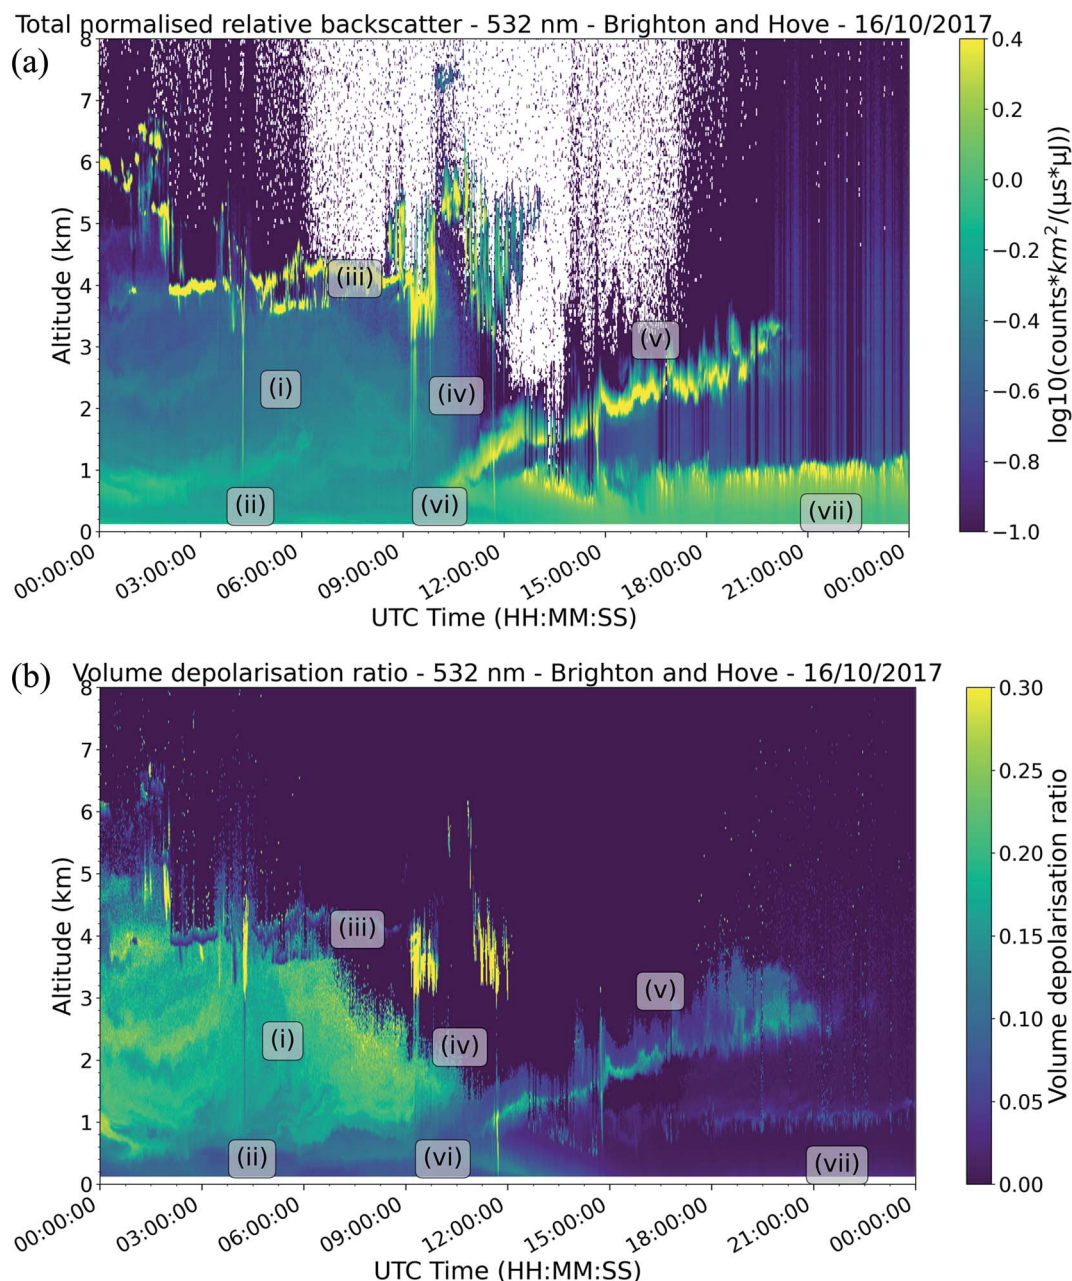 Total normalised relative backscatter - 532 nm - Brighton and Hove - 16/10/2017
(a)
8
7
6
5
4
3
2
1
0
Altitude (km)
(i)
(ii)
(iii)
(iv)
(v)
(vi)
(vii)
00:00:00
03:00:00
06:00:00
09:00:00
12:00:00
15:00:00
18:00:00
21:00:00
00:00:00
UTC Time (HH:MM:SS)
0.4
0.2
0.0
−0.2
−0.4
−0.6
−0.8
−1.0
log10(counts*km²/(μs*μJ))
(b)
Volume depolarisation ratio - 532 nm - Brighton and Hove - 16/10/2017
8
7
6
5
4
3
2
1
0
Altitude (km)
(i)
(ii)
(iii)
(iv)
(v)
(vi)
(vii)
00:00:00
03:00:00
06:00:00
09:00:00
12:00:00
15:00:00
18:00:00
21:00:00
00:00:00
UTC Time (HH:MM:SS)
0.30
0.25
0.20
0.15
0.10
0.05
0.00
Volume depolarisation ratio